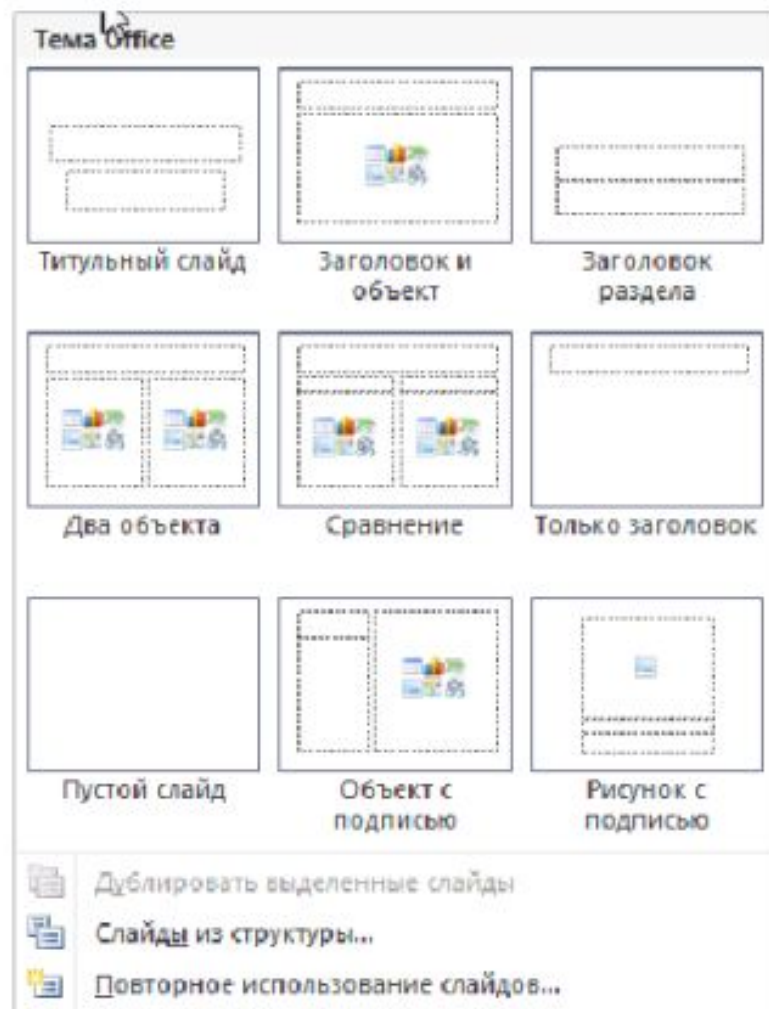 Тема Office
Титульный слайд
Заголовок и
объект
Заголовок
раздела
Два объекта
Сравнение
Только заголовок
Пустой слайд
Объект с
подписью
Рисунок с
подписью
Дублировать выделенные слайды
Слайды из структуры...
Повторное использование слайдов...